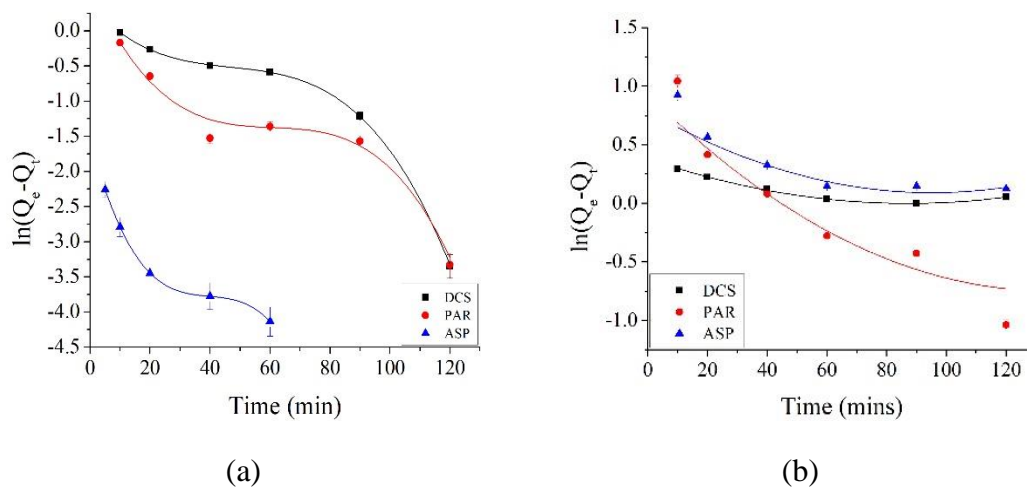 0.0
-0.5
-1.0
-1.5
-2.0
-2.5
-3.0
-3.5
-4.0
-4.5
ln(Qe-Qt)
0 20 40 60 80 100 120
Time (min)
DCS
PAR
ASP
(a)
1.5
1.0
0.5
0.0
-0.5
-1.0
ln(Qe-Qt)
0 20 40 60 80 100 120
Time (mins)
DCS
PAR
ASP
(b)